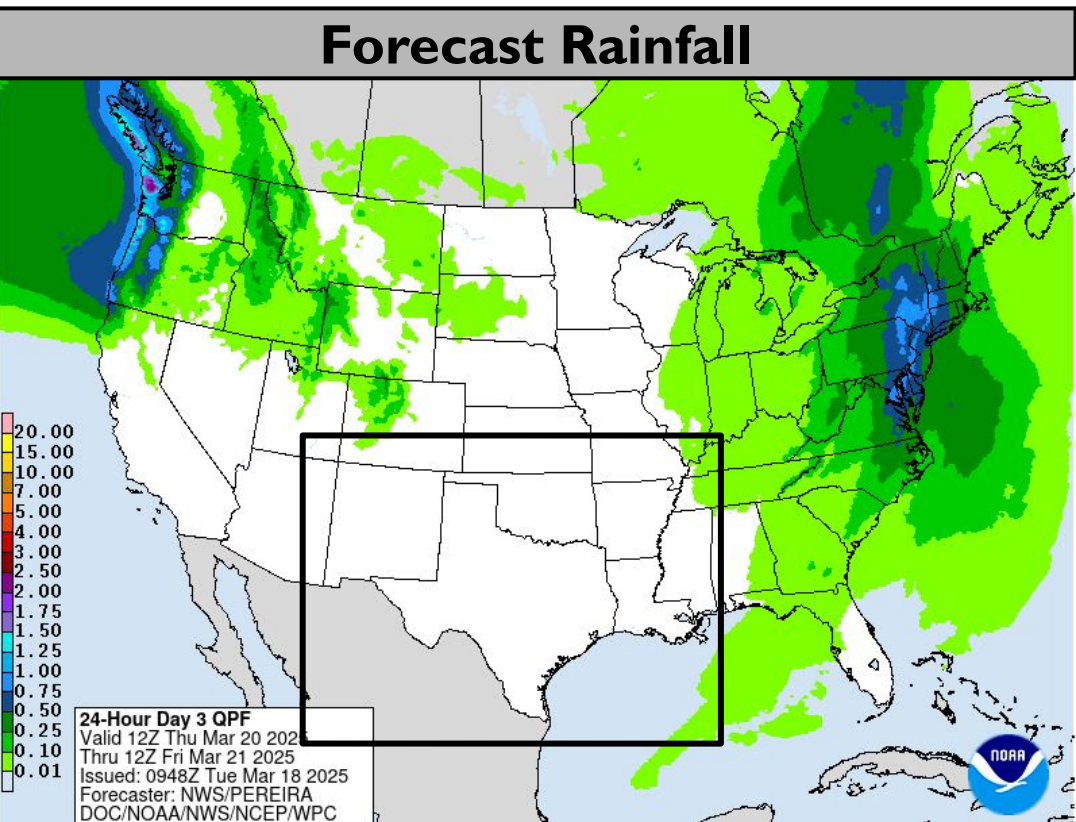 Forecast Rainfall
20.00
15.00
10.00
7.00
5.00
4.00
3.00
2.50
2.00
1.75
1.50
1.25
1.00
0.75
0.50
0.25
0.10
0.01
24-Hour Day 3 QPF
Valid 12Z Thu Mar 20 2025
Thru 12Z Fri Mar 21 2025
Issued: 0948Z Tue Mar 18 2025
Forecaster: NWS/PEREIRA
DOC/NOAA/NWS/NCEP/WPC
NOAA